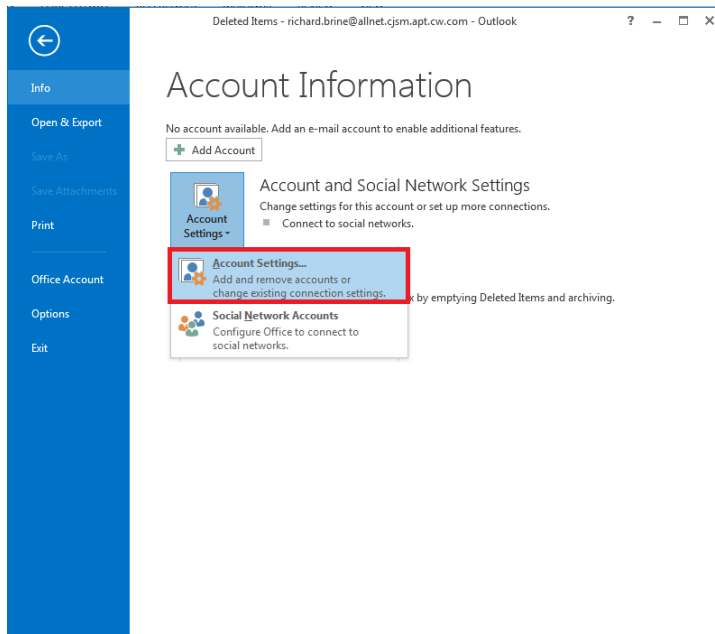 Deleted Items - richard.brine@allnet.cjsm.apt.cw.com - Outlook
?
Info
Open & Export
Save As
Save Attachments
Print
Office Account
Options
Exit
Account Information
No account available. Add an e-mail account to enable additional features.
Add Account
Account
Settings
Account and Social Network Settings
Change settings for this account or set up more connections.
Connect to social networks.
Account Settings...
Add and remove accounts or
change existing connection settings.
x by emptying Deleted Items and archiving.
Social Network Accounts
Configure Office to connect to
social networks.